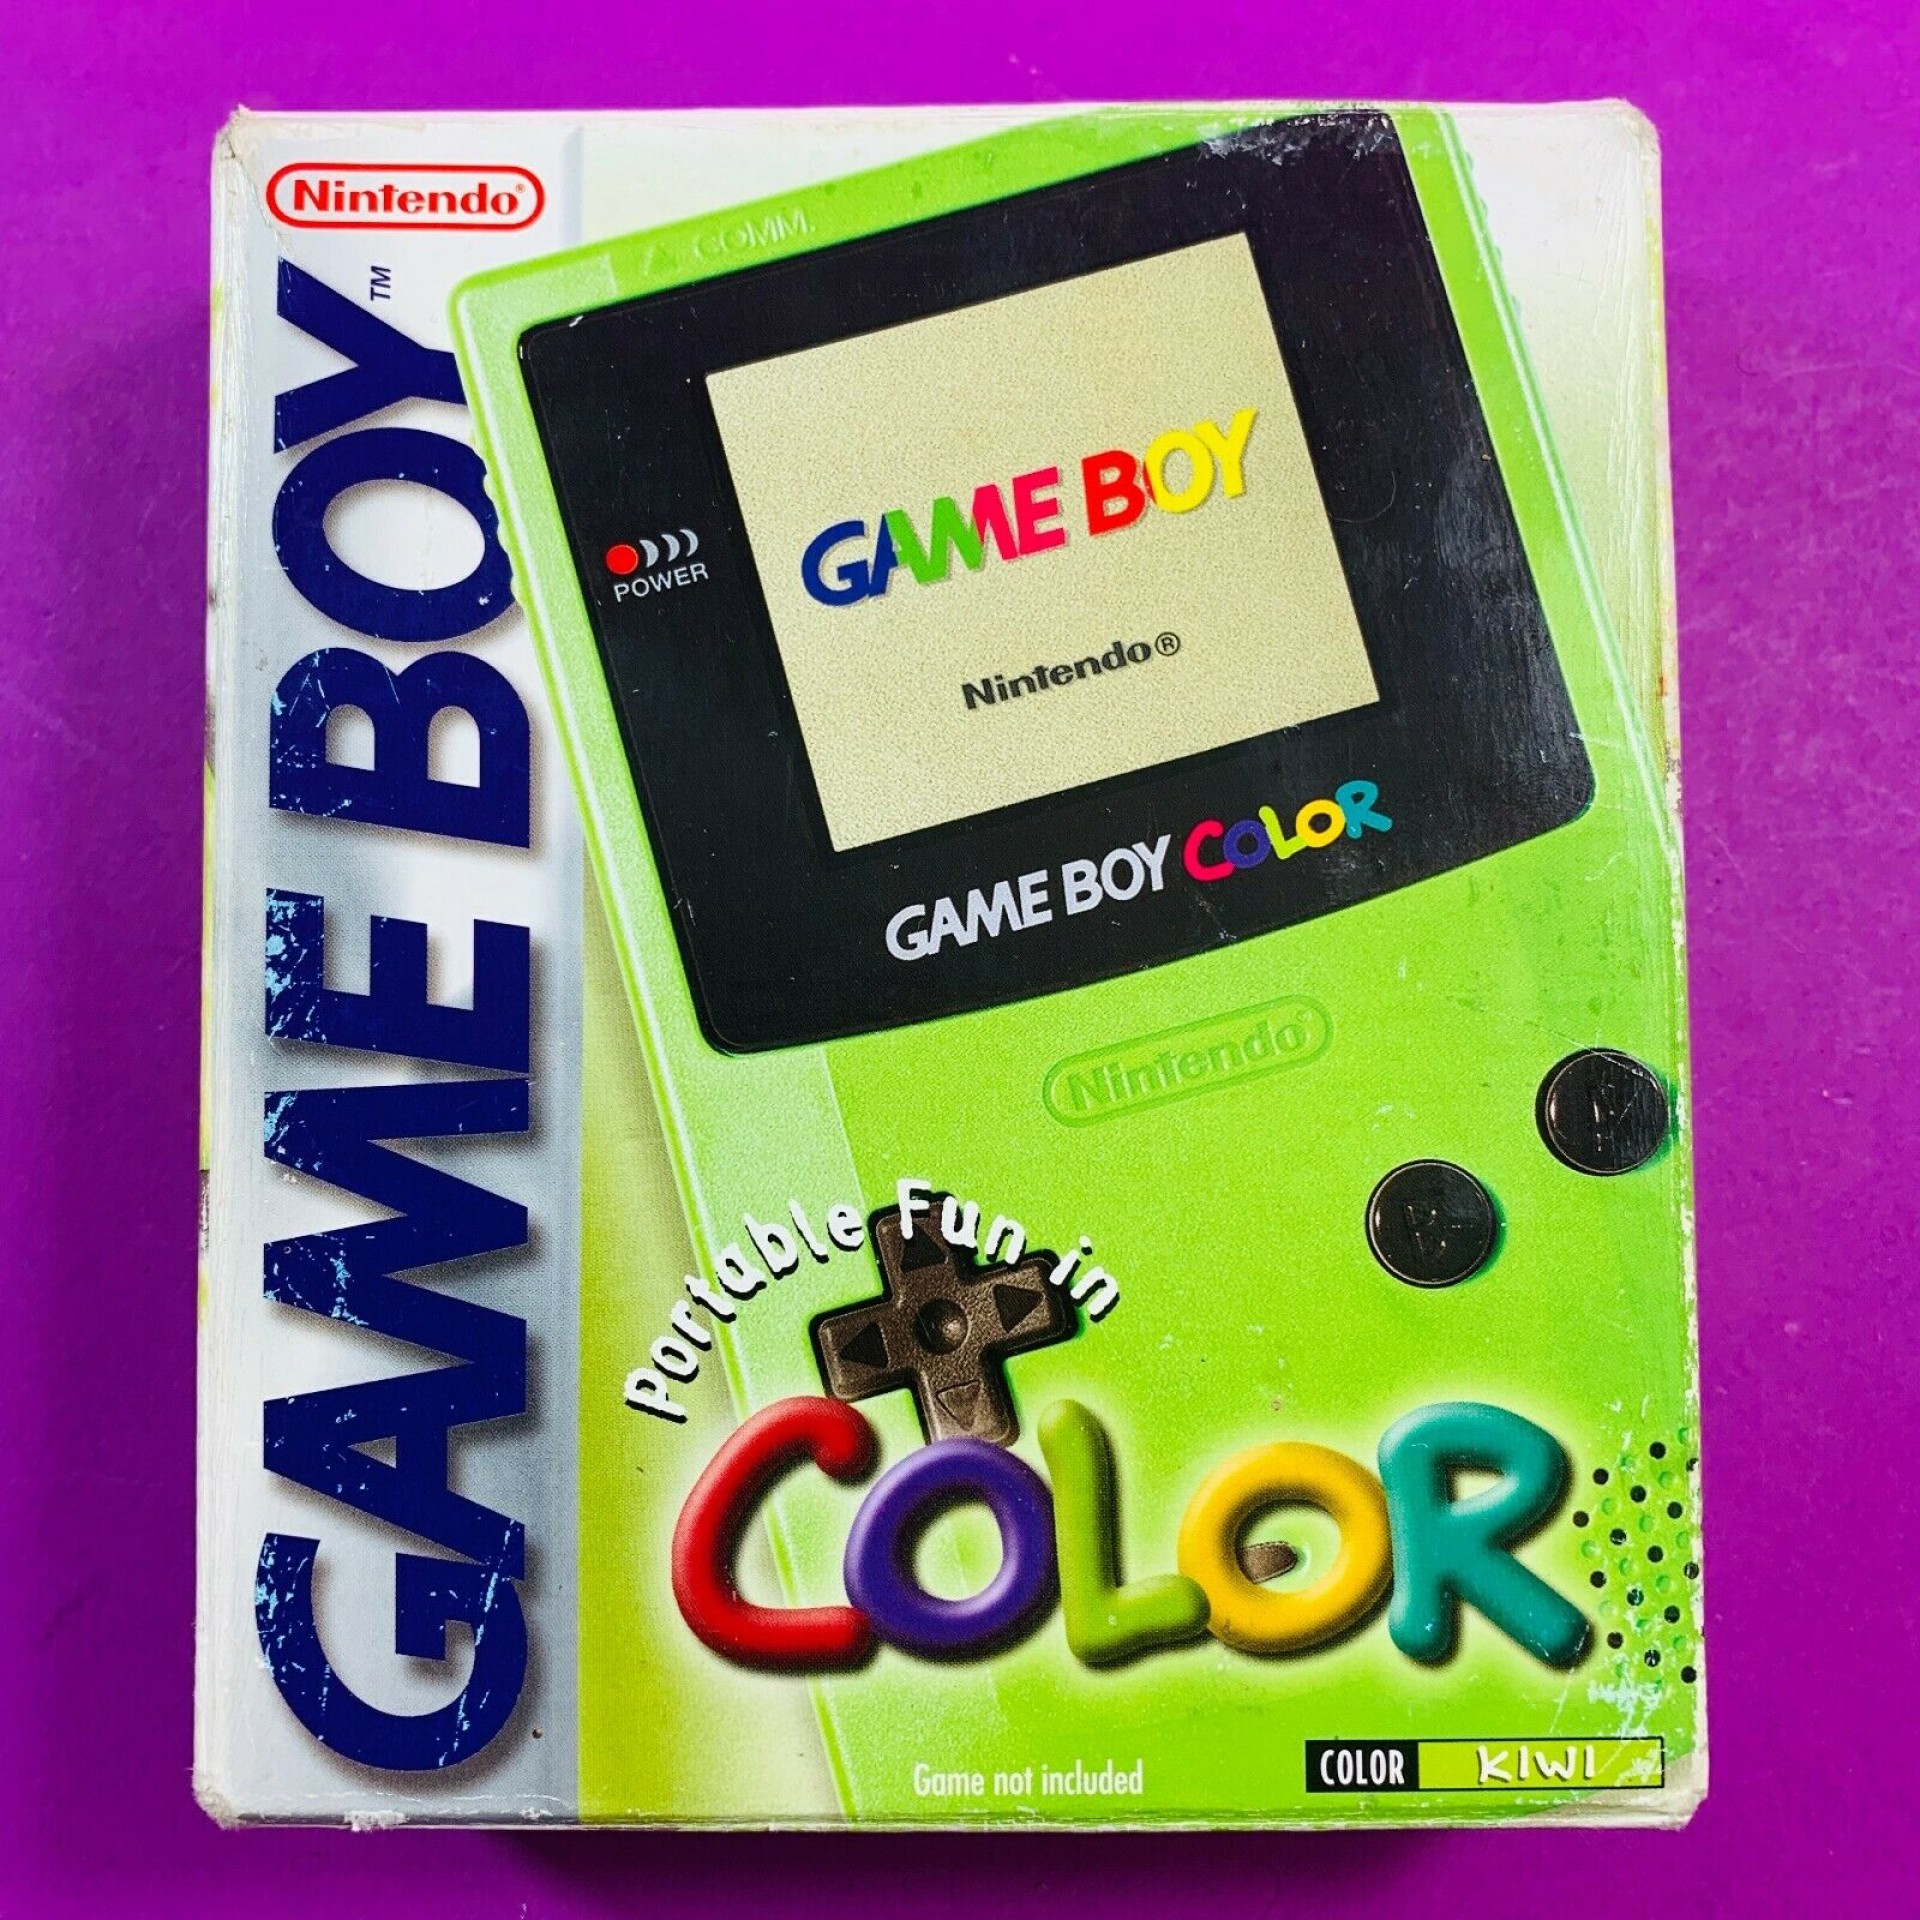 Nintendo®
GAME BOY™
△ COMM.
POWER
GAME BOY
Nintendo®
GAME BOY COLOR
Nintendo®
Portable Fun in
COLOR
Game not included
COLOR KIWI